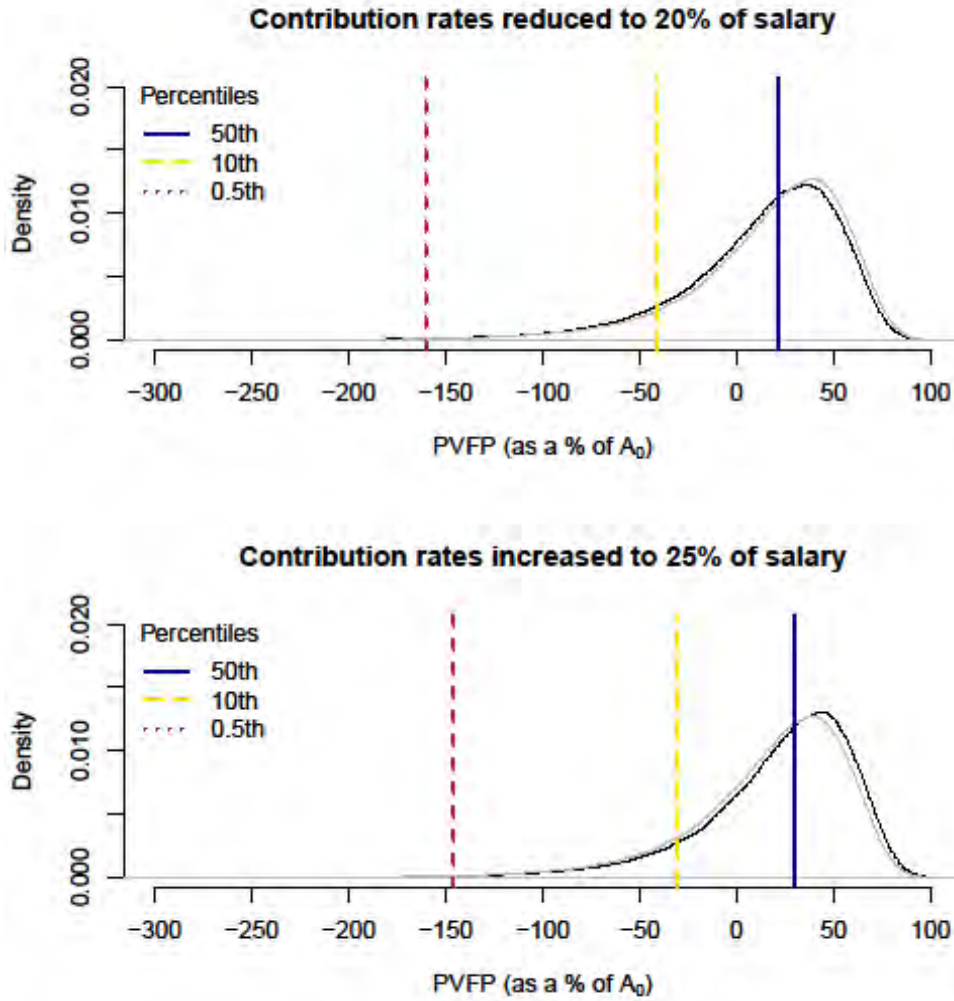 Contribution rates reduced to 20% of salary
Percentiles
50th
10th
0.5th
Density
0.000 0.010 0.020
−300 −250 −200 −150 −100 −50 0 50 100
PVFP (as a % of A₀)
Contribution rates increased to 25% of salary
Percentiles
50th
10th
0.5th
Density
0.000 0.010 0.020
−300 −250 −200 −150 −100 −50 0 50 100
PVFP (as a % of A₀)